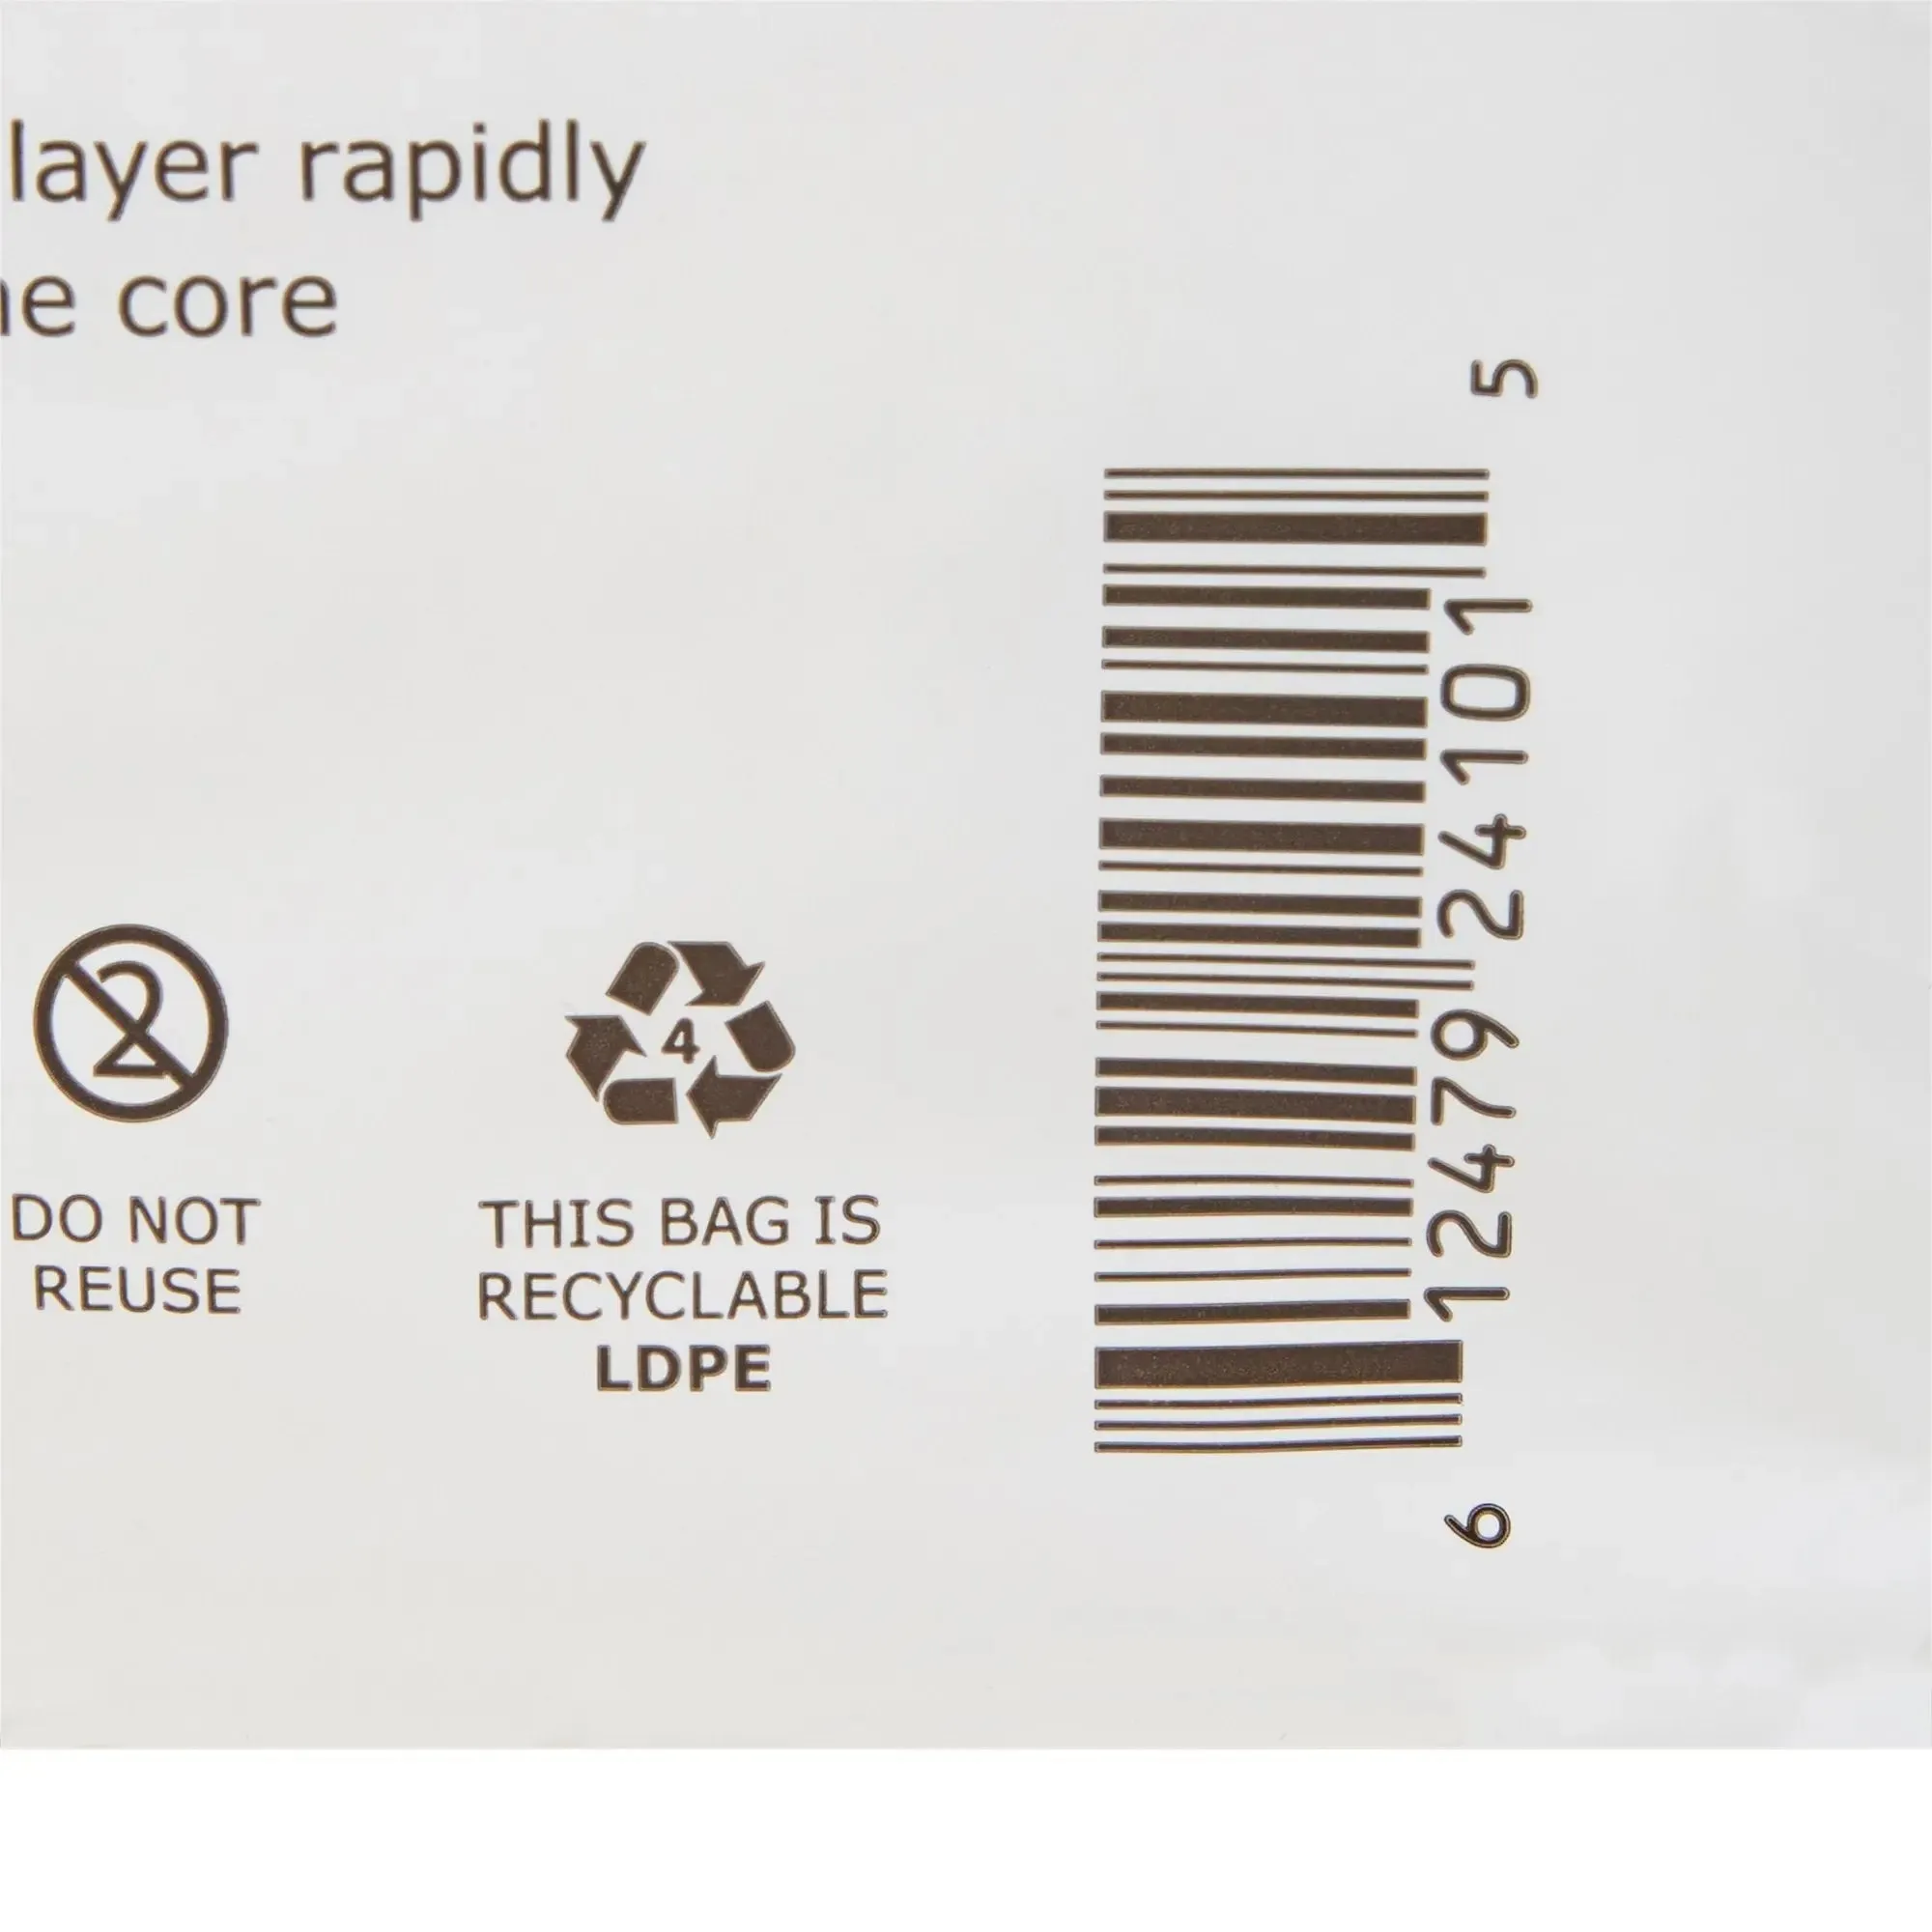 layer rapidly
e core
2
DO NOT
REUSE
4
THIS BAG IS
RECYCLABLE
LDPE
6 12479 24101 5